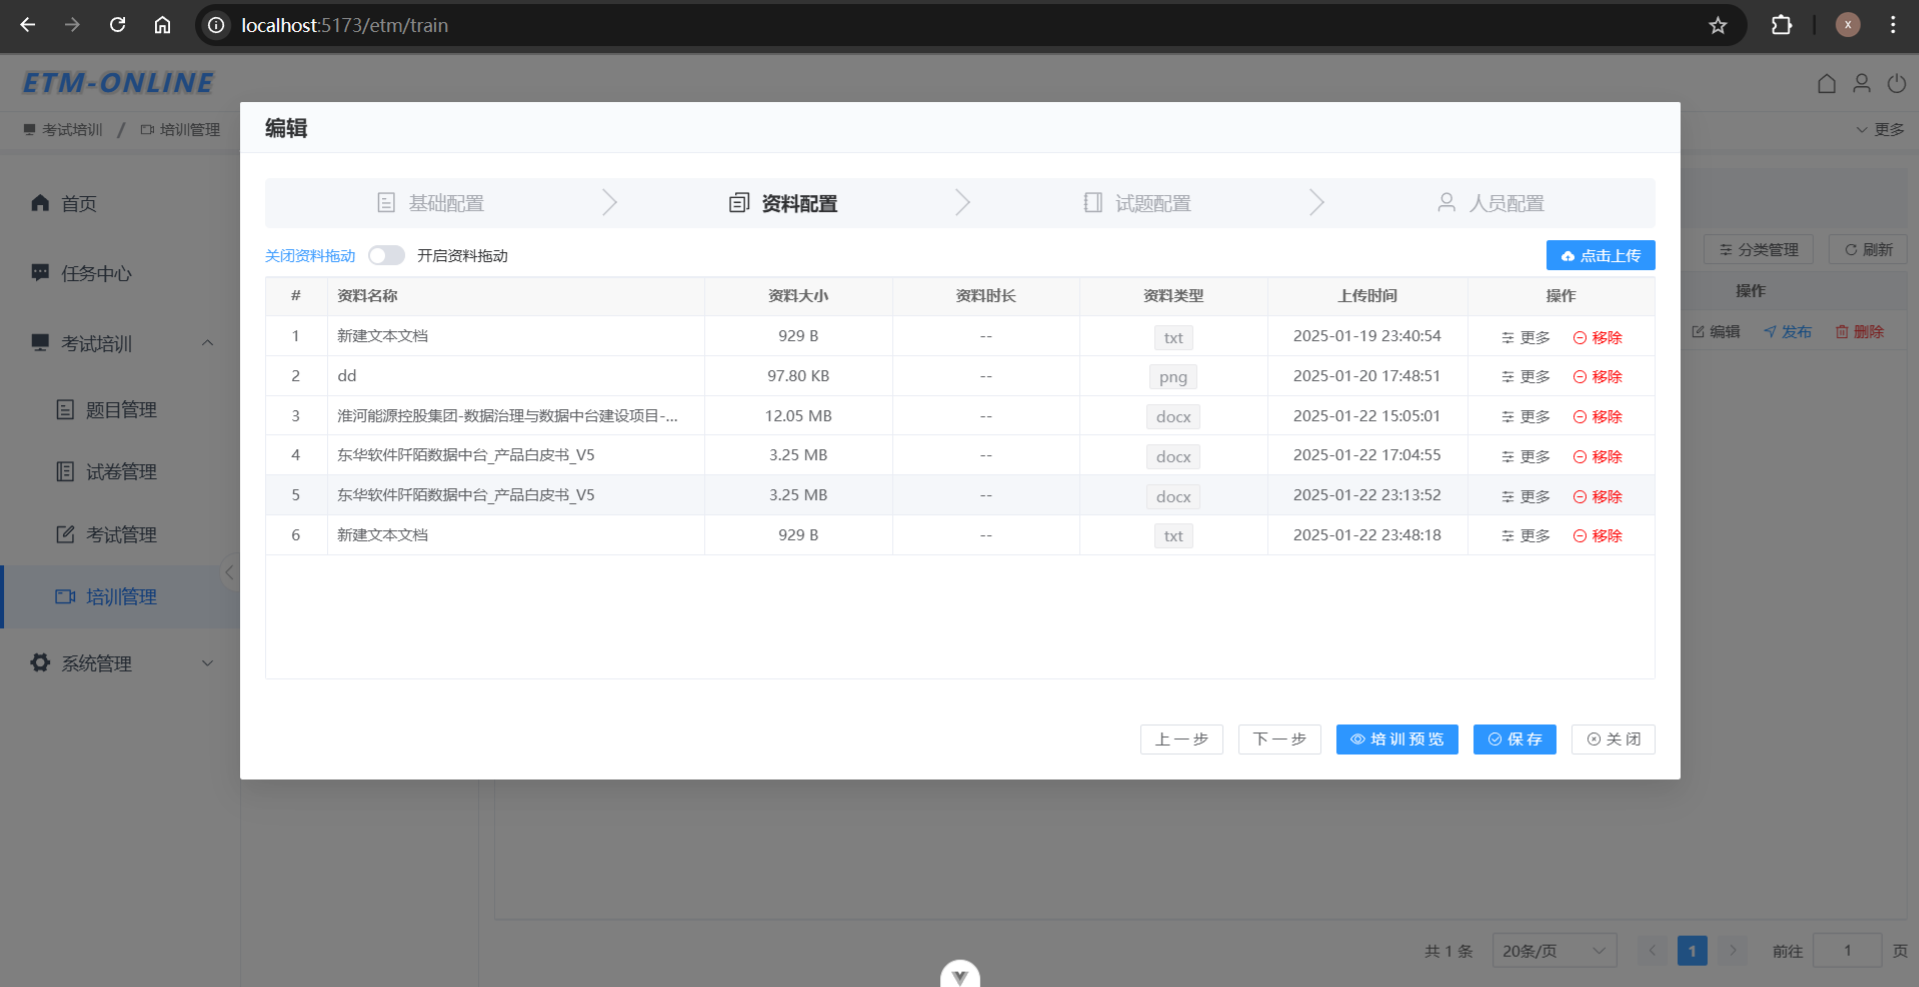 localhost:5173/etm/train
x
ETM-ONLINE
考试培训 / 培训管理
更多
编辑
首页
任务中心
考试培训
题目管理
试卷管理
考试管理
培训管理
系统管理
基础配置 资料配置 试题配置 人员配置
关闭资料拖动 开启资料拖动 点击上传
# 资料名称 资料大小 资料时长 资料类型 上传时间 操作
1 新建文本文档 929 B -- txt 2025-01-19 23:40:54 更多 移除
2 dd 97.80 KB -- png 2025-01-20 17:48:51 更多 移除
3 淮河能源控股集团-数据治理与数据中台建设项目-... 12.05 MB -- docx 2025-01-22 15:05:01 更多 移除
4 东华软件阡陌数据中台_产品白皮书_V5 3.25 MB -- docx 2025-01-22 17:04:55 更多 移除
5 东华软件阡陌数据中台_产品白皮书_V5 3.25 MB -- docx 2025-01-22 23:13:52 更多 移除
6 新建文本文档 929 B -- txt 2025-01-22 23:48:18 更多 移除
上一步 下一步 培训预览 保存 关闭
分类管理 刷新
操作
编辑 发布 删除
共 1 条 20条/页 1 前往 1 页